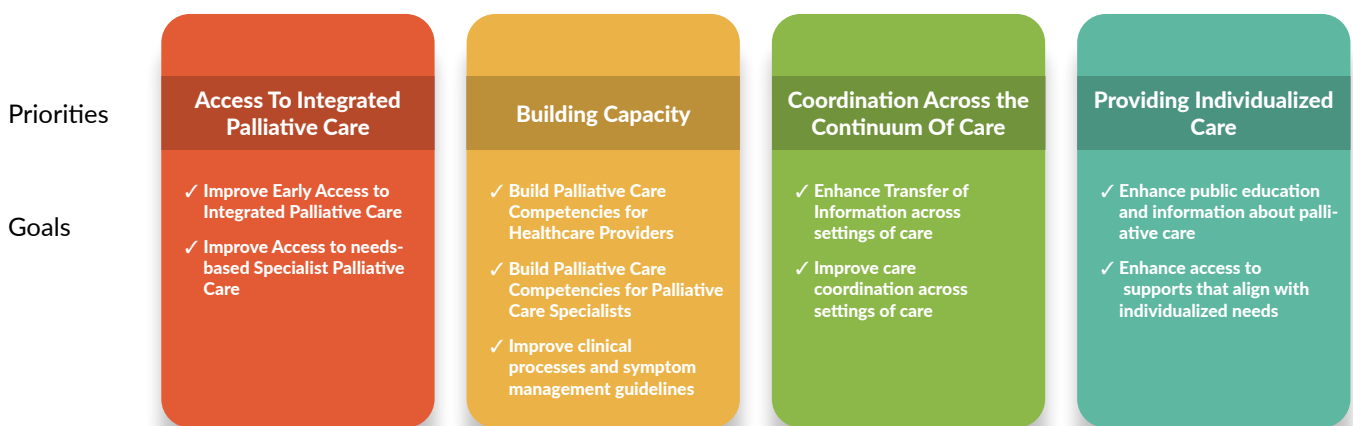 Priorities
Access To Integrated
Palliative Care
Building Capacity
Coordination Across the
Continuum Of Care
Providing Individualized
Care
Goals
✓ Improve Early Access to
Integrated Palliative Care
✓ Improve Access to needs-
based Specialist Palliative
Care
✓ Build Palliative Care
Competencies for
Healthcare Providers
✓ Build Palliative Care
Competencies for Palliative
Care Specialists
✓ Improve clinical
processes and symptom
management guidelines
✓ Enhance Transfer of
Information across
settings of care
✓ Improve care
coordination across
settings of care
✓ Enhance public education
and information about palli-
ative care
✓ Enhance access to
supports that align with
individualized needs